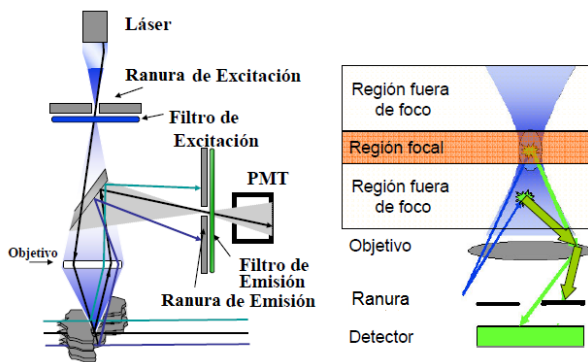 Láser
Ranura de Excitación
Filtro de
Excitación
PMT
Objetivo
Filtro de
Emisión
Ranura de Emisión
Región fuera
de foco
Región focal
Región fuera
de foco
Objetivo
Ranura
Detector